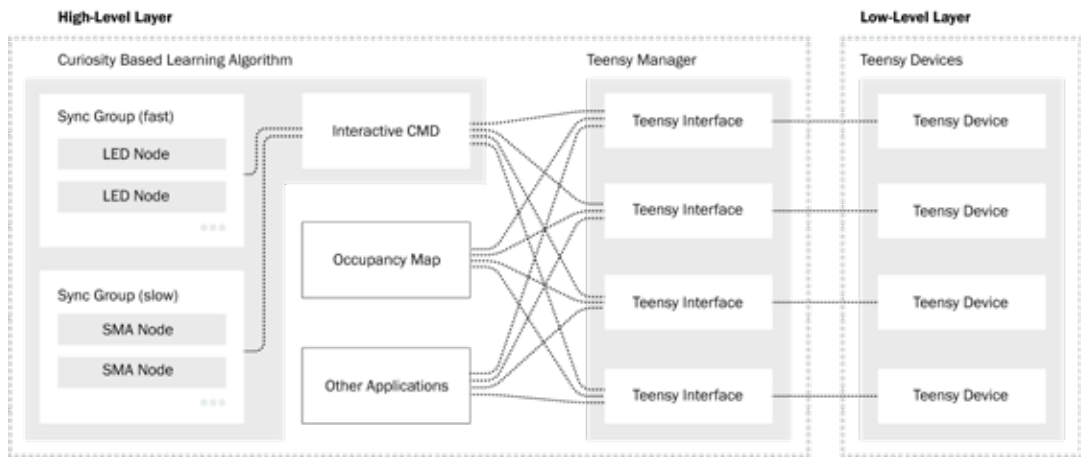 High-Level Layer
Low-Level Layer
Curiosity Based Learning Algorithm
Teensy Manager
Teensy Devices
Sync Group (fast)
LED Node
LED Node
Interactive CMD
Sync Group (slow)
SMA Node
SMA Node
Occupancy Map
Other Applications
Teensy Interface
Teensy Interface
Teensy Interface
Teensy Interface
Teensy Device
Teensy Device
Teensy Device
Teensy Device